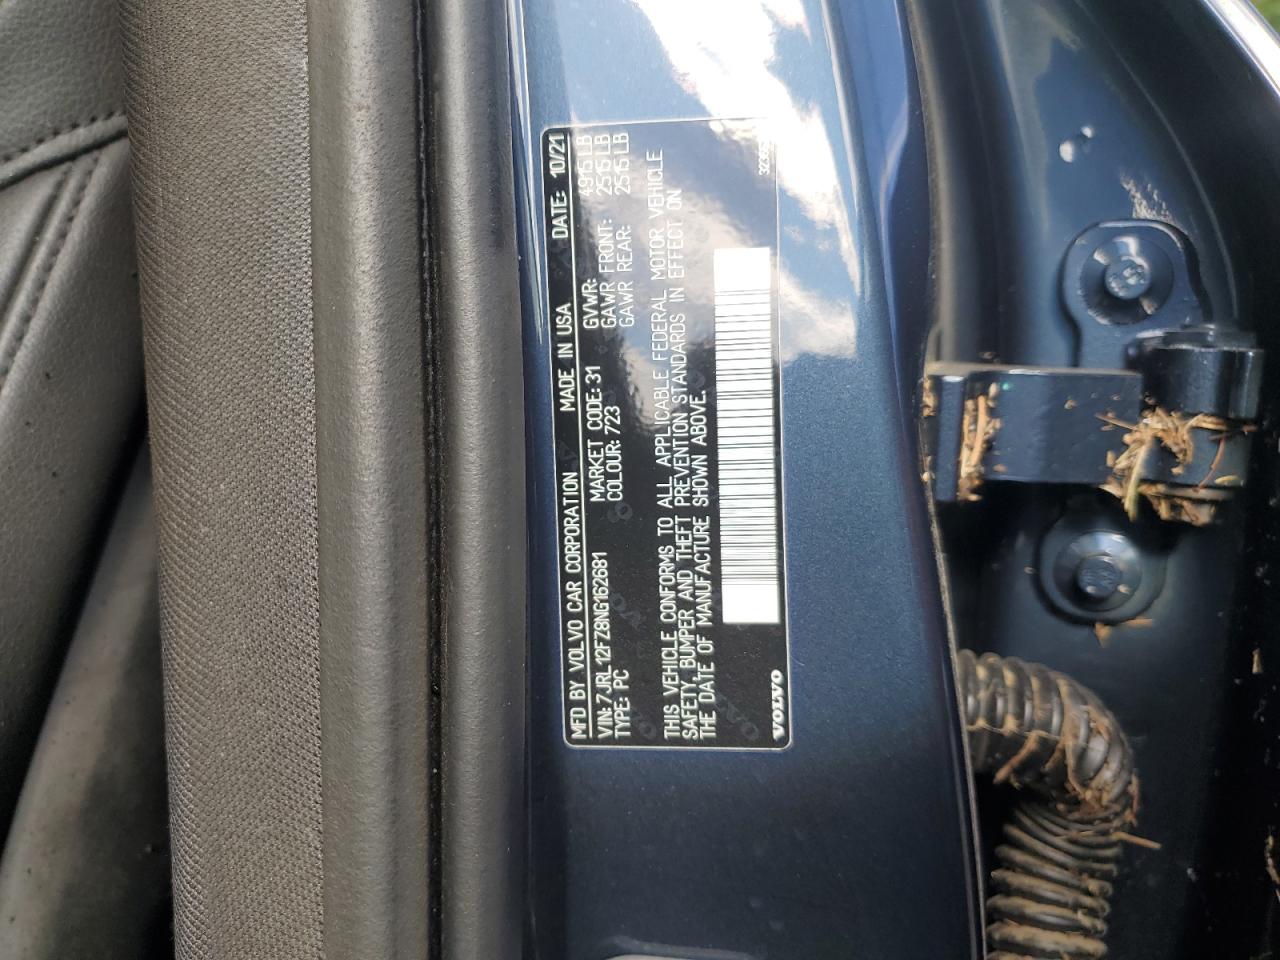 MFD BY VOLVO CAR CORPORATION MADE IN USA DATE: 10/21
VIN: 7JRL12FZ8NG162681 MARKET CODE: 31 GVWR: 4915 LB
TYPE: PC COLOUR: 723 GAWR FRONT: 2515 LB
GAWR REAR: 2515 LB
THIS VEHICLE CONFORMS TO ALL APPLICABLE FEDERAL MOTOR VEHICLE
SAFETY, BUMPER AND THEFT PREVENTION STANDARDS IN EFFECT ON
THE DATE OF MANUFACTURE SHOWN ABOVE.
VOLVO